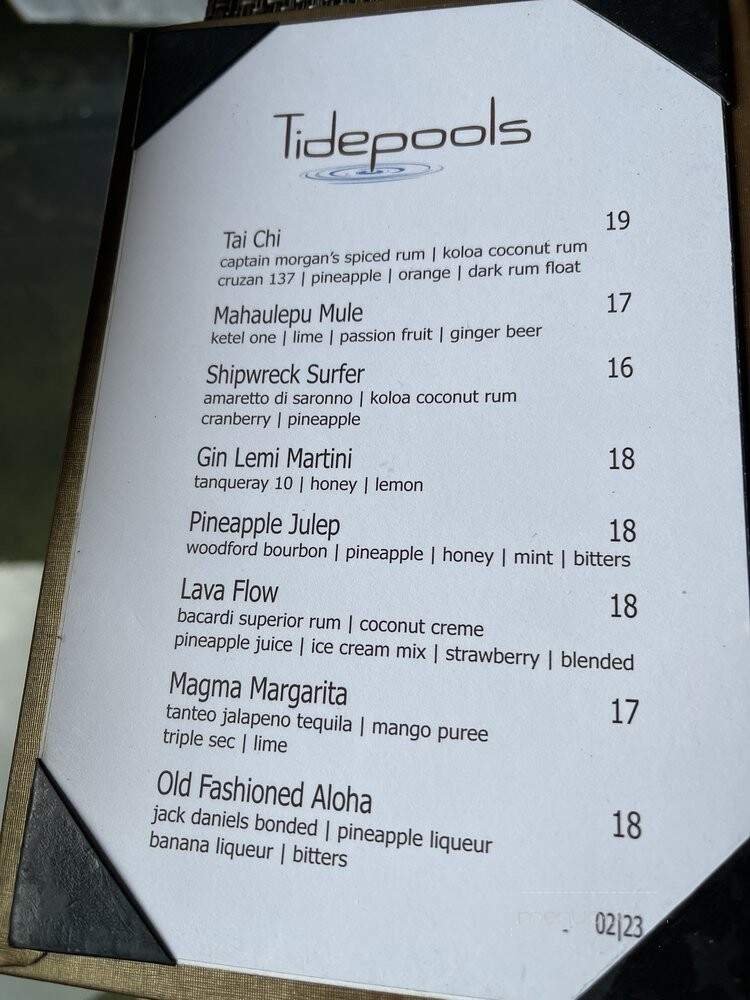 Tidepools
Tai Chi 19
captain morgan's spiced rum | koloa coconut rum
cruzan 137 | pineapple | orange | dark rum float
Mahaulepu Mule 17
ketel one | lime | passion fruit | ginger beer
Shipwreck Surfer 16
amaretto di saronno | koloa coconut rum
cranberry | pineapple
Gin Lemi Martini 18
tanqueray 10 | honey | lemon
Pineapple Julep 18
woodford bourbon | pineapple | honey | mint | bitters
Lava Flow 18
bacardi superior rum | coconut creme
pineapple juice | ice cream mix | strawberry | blended
Magma Margarita 17
tanteo jalapeno tequila | mango puree
triple sec | lime
Old Fashioned Aloha 18
jack daniels bonded | pineapple liqueur
banana liqueur | bitters
02|23